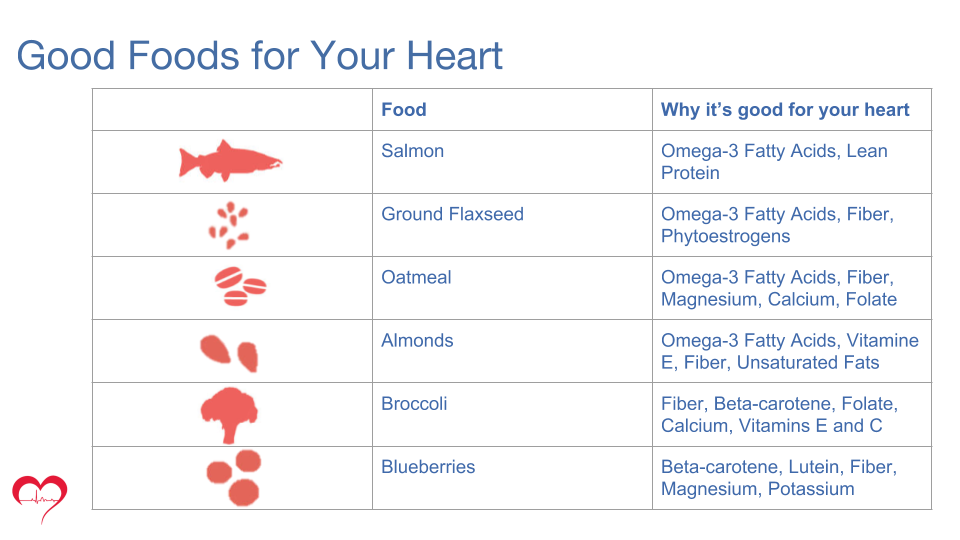 Good Foods for Your Heart
Food
Why it's good for your heart
Salmon
Omega-3 Fatty Acids, Lean
Protein
Ground Flaxseed
Omega-3 Fatty Acids, Fiber,
Phytoestrogens
Oatmeal
Omega-3 Fatty Acids, Fiber,
Magnesium, Calcium, Folate
Almonds
Omega-3 Fatty Acids, Vitamine
E, Fiber, Unsaturated Fats
Broccoli
Fiber, Beta-carotene, Folate,
Calcium, Vitamins E and C
Blueberries
Beta-carotene, Lutein, Fiber,
Magnesium, Potassium